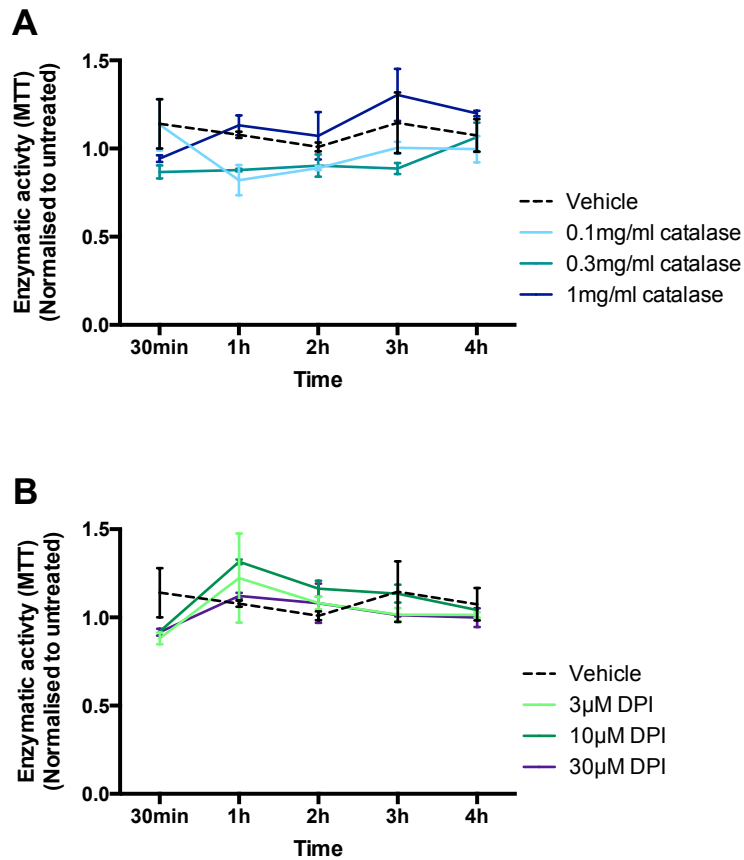 A
Enzymatic activty (MTT)
(Normalised to untreated)
1.5
1.0
0.5
0.0
30min 1h 2h 3h 4h
Time
Vehicle
0.1mg/ml catalase
0.3mg/ml catalase
1mg/ml catalase
B
Enzymatic activty (MTT)
(Normalised to untreated)
1.5
1.0
0.5
0.0
30min 1h 2h 3h 4h
Time
Vehicle
3µM DPI
10µM DPI
30µM DPI